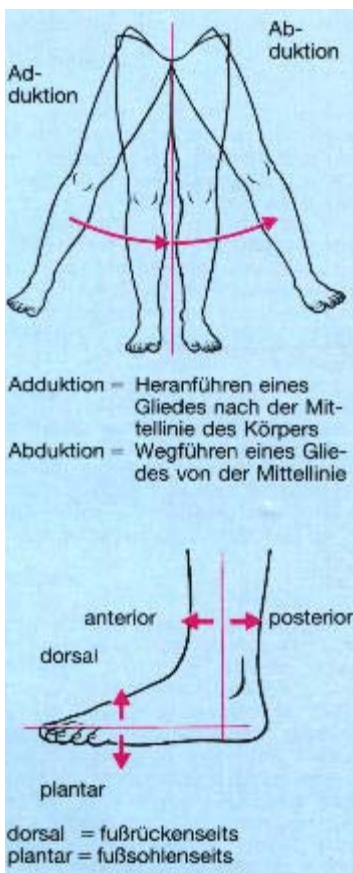 Ad-
duktion
Ab-
duktion
Adduktion = Heranführen eines
Gliedes nach der Mit-
tellinie des Körpers
Abduktion = Wegführen eines Glie-
des von der Mittellinie
anterior
posterior
dorsal
plantar
dorsal = fußrückenseits
plantar = fußsohlenseits